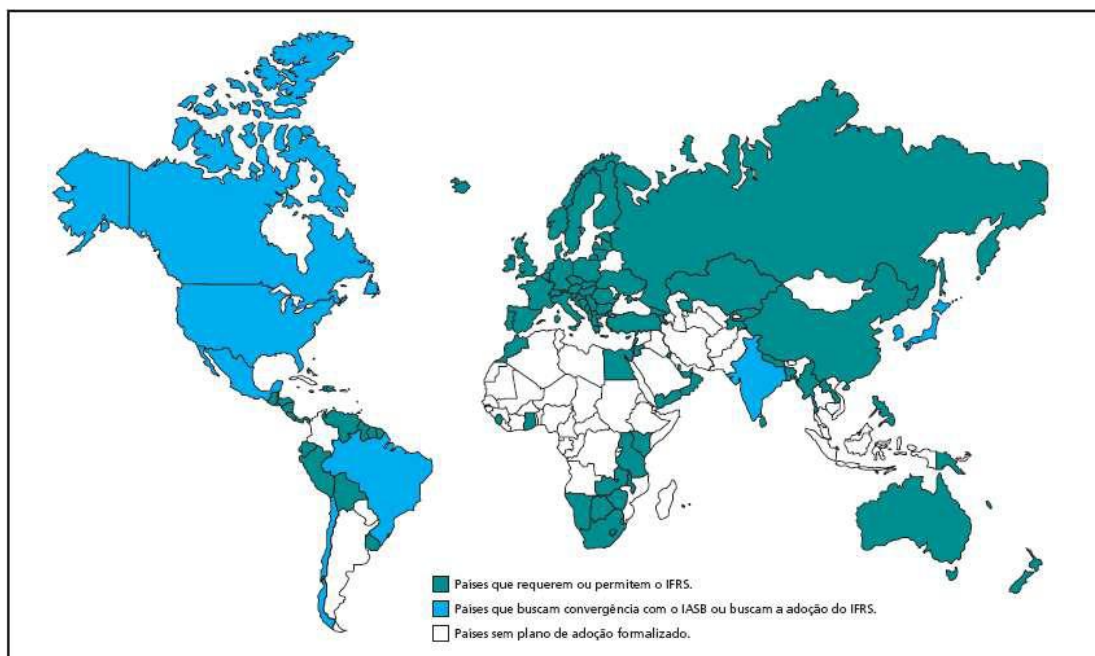 Países que requerem ou permitem o IFRS.
Países que buscam convergência com o IASB ou buscam a adoção do IFRS.
Países sem plano de adoção formalizado.